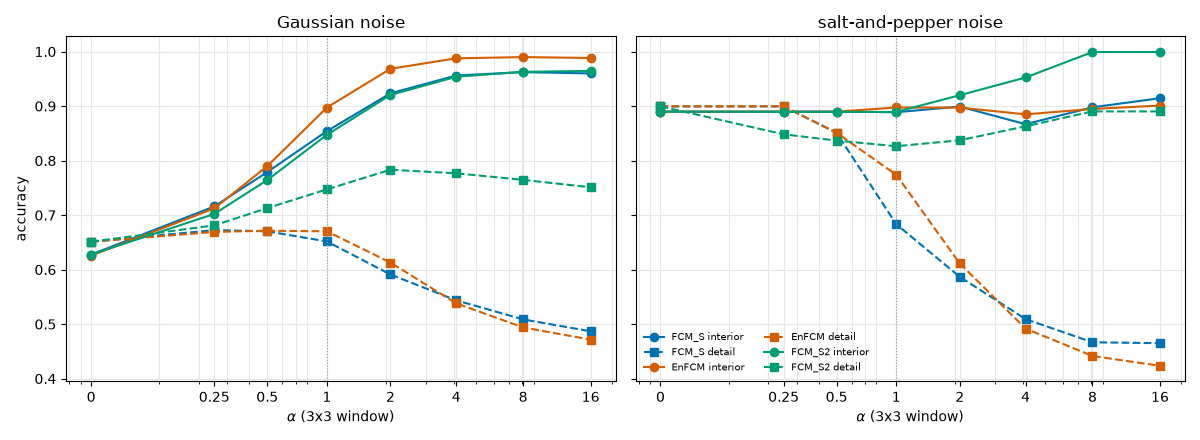 Gaussian noise
salt-and-pepper noise
accuracy
1.0
0.9
0.8
0.7
0.6
0.5
0.4
0 0.25 0.5 1 2 4 8 16
α (3x3 window)
FCM_S interior
FCM_S detail
EnFCM interior
EnFCM detail
FCM_S2 interior
FCM_S2 detail
0 0.25 0.5 1 2 4 8 16
α (3x3 window)